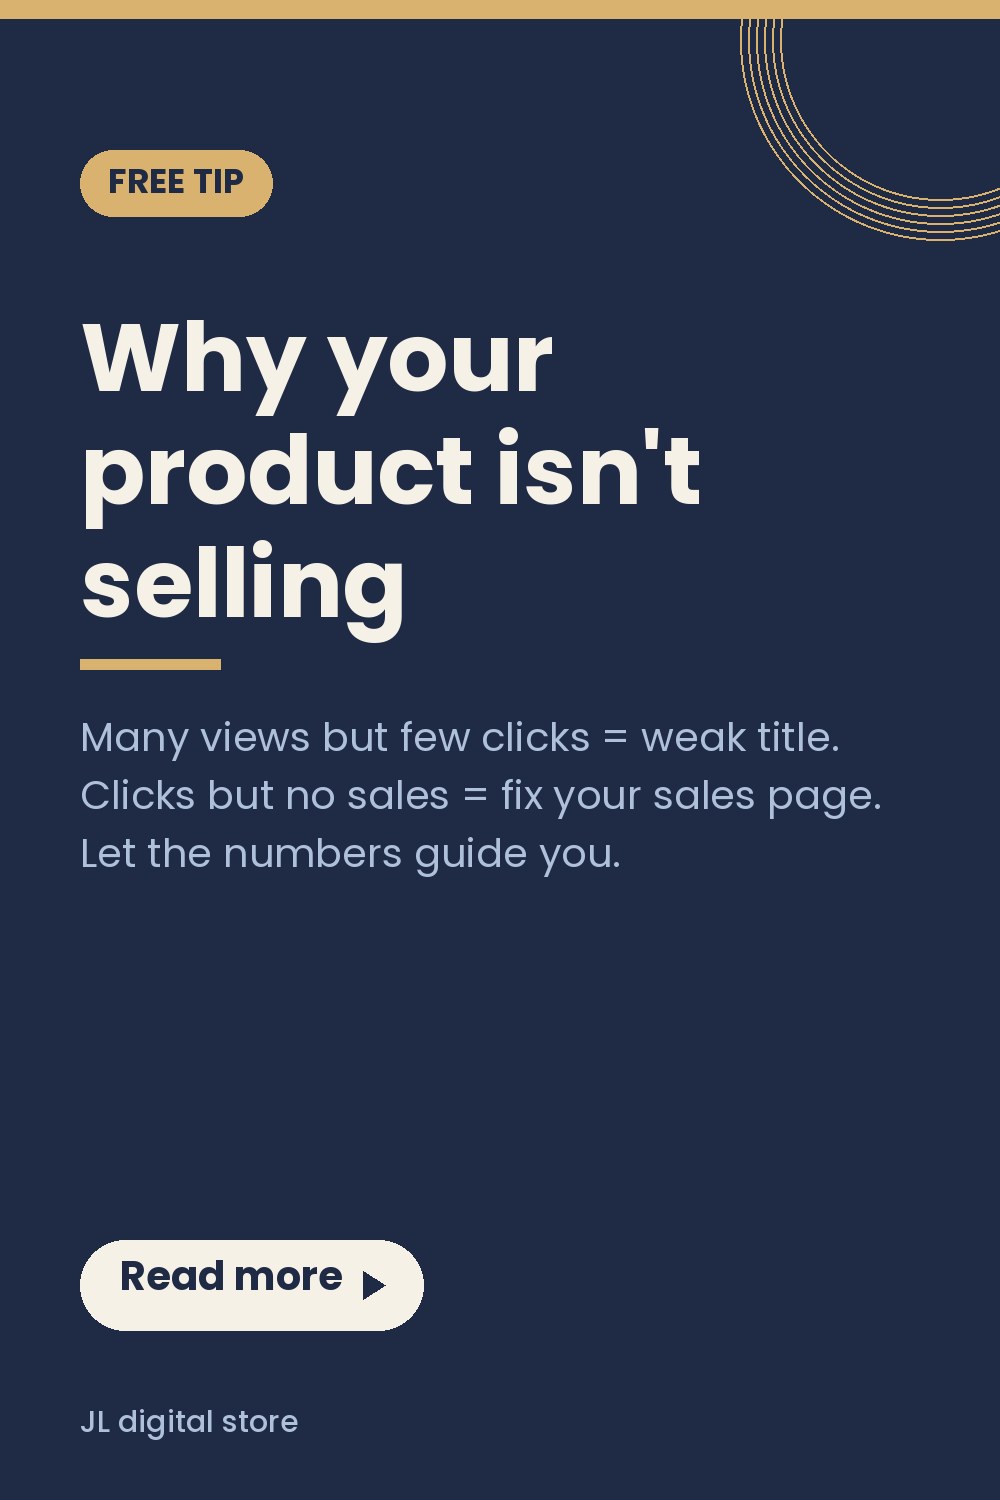 FREE TIP
Why your
product isn't
selling
Many views but few clicks = weak title.
Clicks but no sales = fix your sales page.
Let the numbers guide you.
Read more
JL digital store